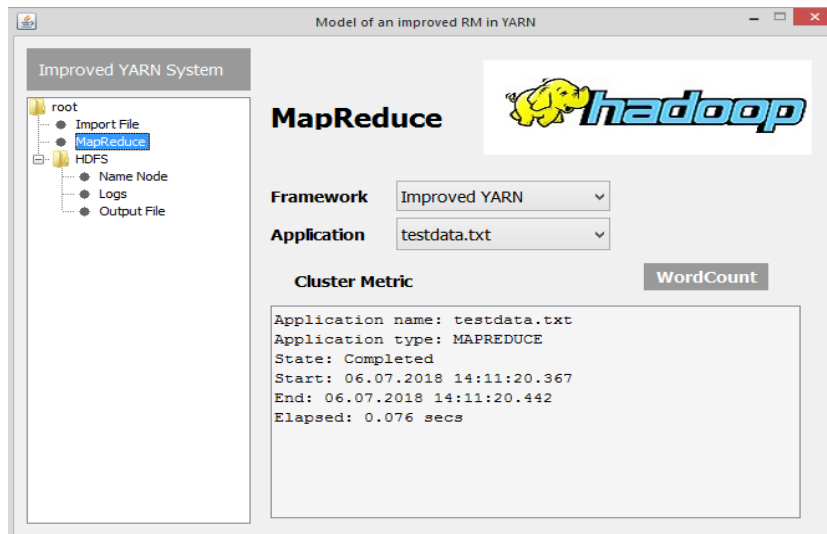 Model of an improved RM in YARN
Improved YARN System
root
Import File
MapReduce
HDFS
Name Node
Logs
Output File
hadoop
MapReduce
Framework
Improved YARN
Application
testdata.txt
Cluster Metric
WordCount
Application name: testdata.txt
Application type: MAPREDUCE
State: Completed
Start: 06.07.2018 14:11:20.367
End: 06.07.2018 14:11:20.442
Elapsed: 0.076 secs